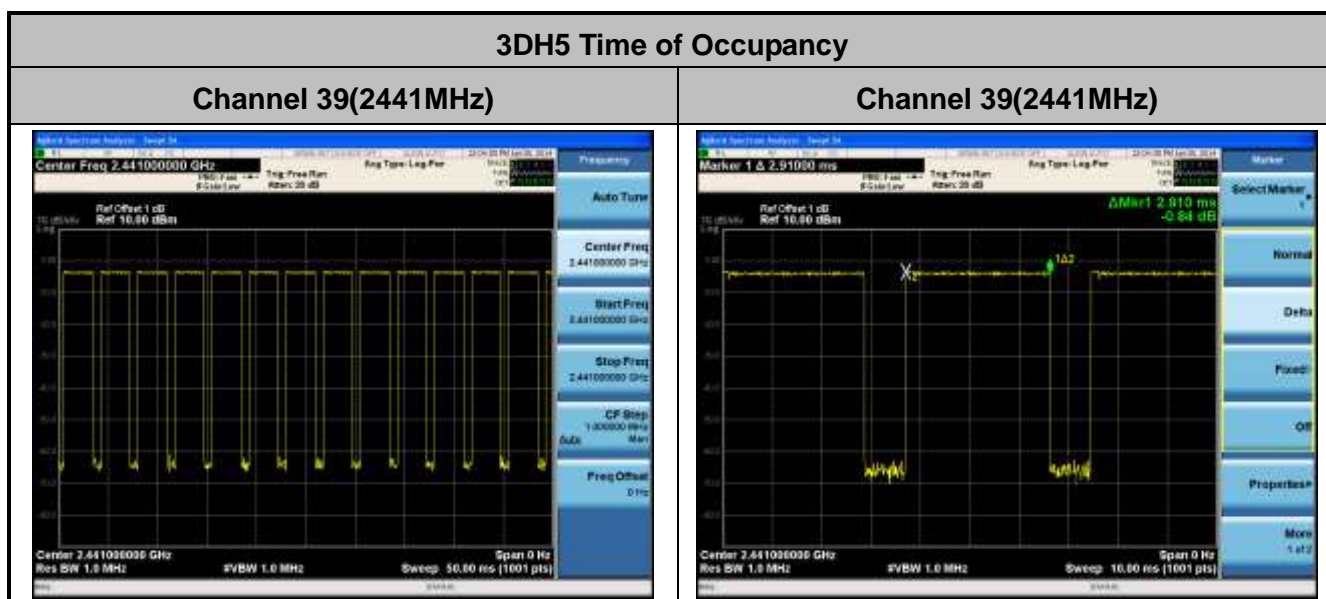 3DH5 Time of Occupancy
Channel 39(2441MHz)
Channel 39(2441MHz)
Center Freq 2.441000000 GHz
Avg Type: Log-Pwr
Trig: Free Run
Atten: 20 dB
Ref Offset 1 dB
Ref 10.00 dBm
Center 2.441000000 GHz
Span 0 Hz
Res BW 1.0 MHz
#VBW 1.0 MHz
Sweep 50.00 ms (1001 pts)
Frequency
Auto Tune
Center Freq
2.441000000 GHz
Start Freq
2.441000000 GHz
Stop Freq
2.441000000 GHz
CF Step
1.000000 MHz
Auto Man
Freq Offset
0 Hz
Marker 1 Δ 2.91000 ms
Avg Type: Log-Pwr
Trig: Free Run
Atten: 20 dB
ΔMkr1 2.910 ms
-0.84 dB
Ref Offset 1 dB
Ref 10.00 dBm
1Δ2
Center 2.441000000 GHz
Span 0 Hz
Res BW 1.0 MHz
#VBW 1.0 MHz
Sweep 10.00 ms (1001 pts)
Marker
Select Marker
1
Normal
Delta
Fixed
Off
Properties
More
1 of 2